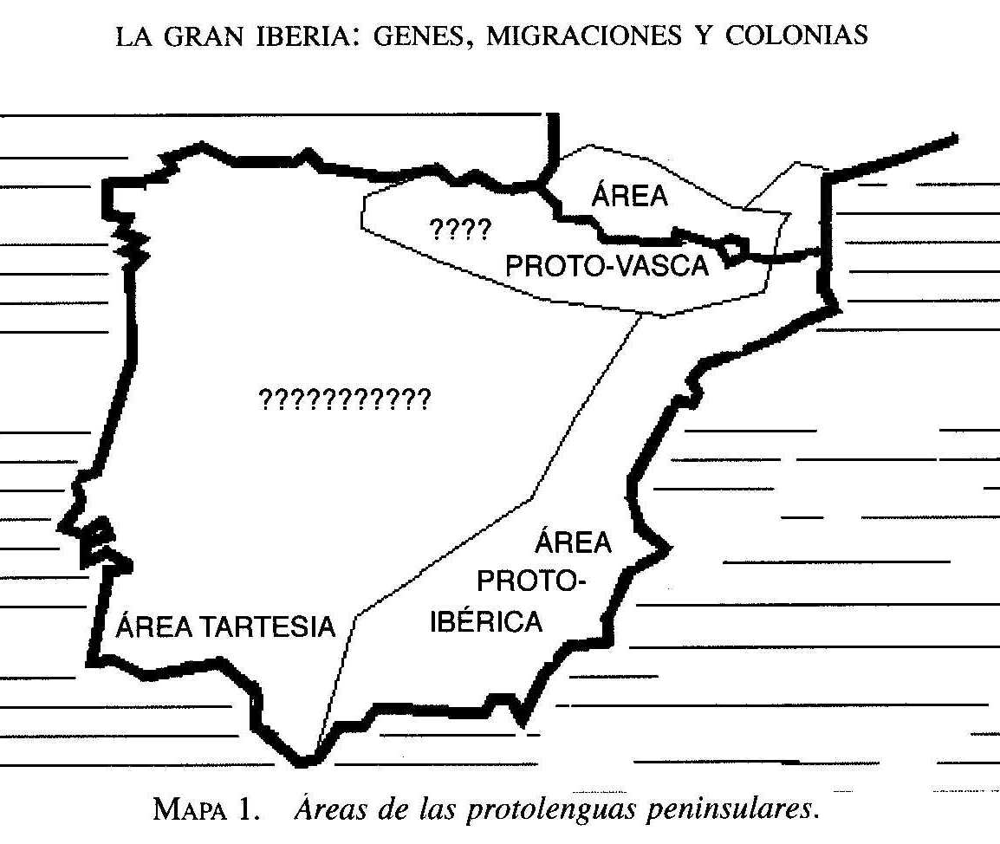 LA GRAN IBERIA: GENES, MIGRACIONES Y COLONIAS
ÁREA
????
PROTO-VASCA
???????????
ÁREA
PROTO-
IBÉRICA
ÁREA TARTESIA
MAPA 1. Áreas de las protolenguas peninsulares.